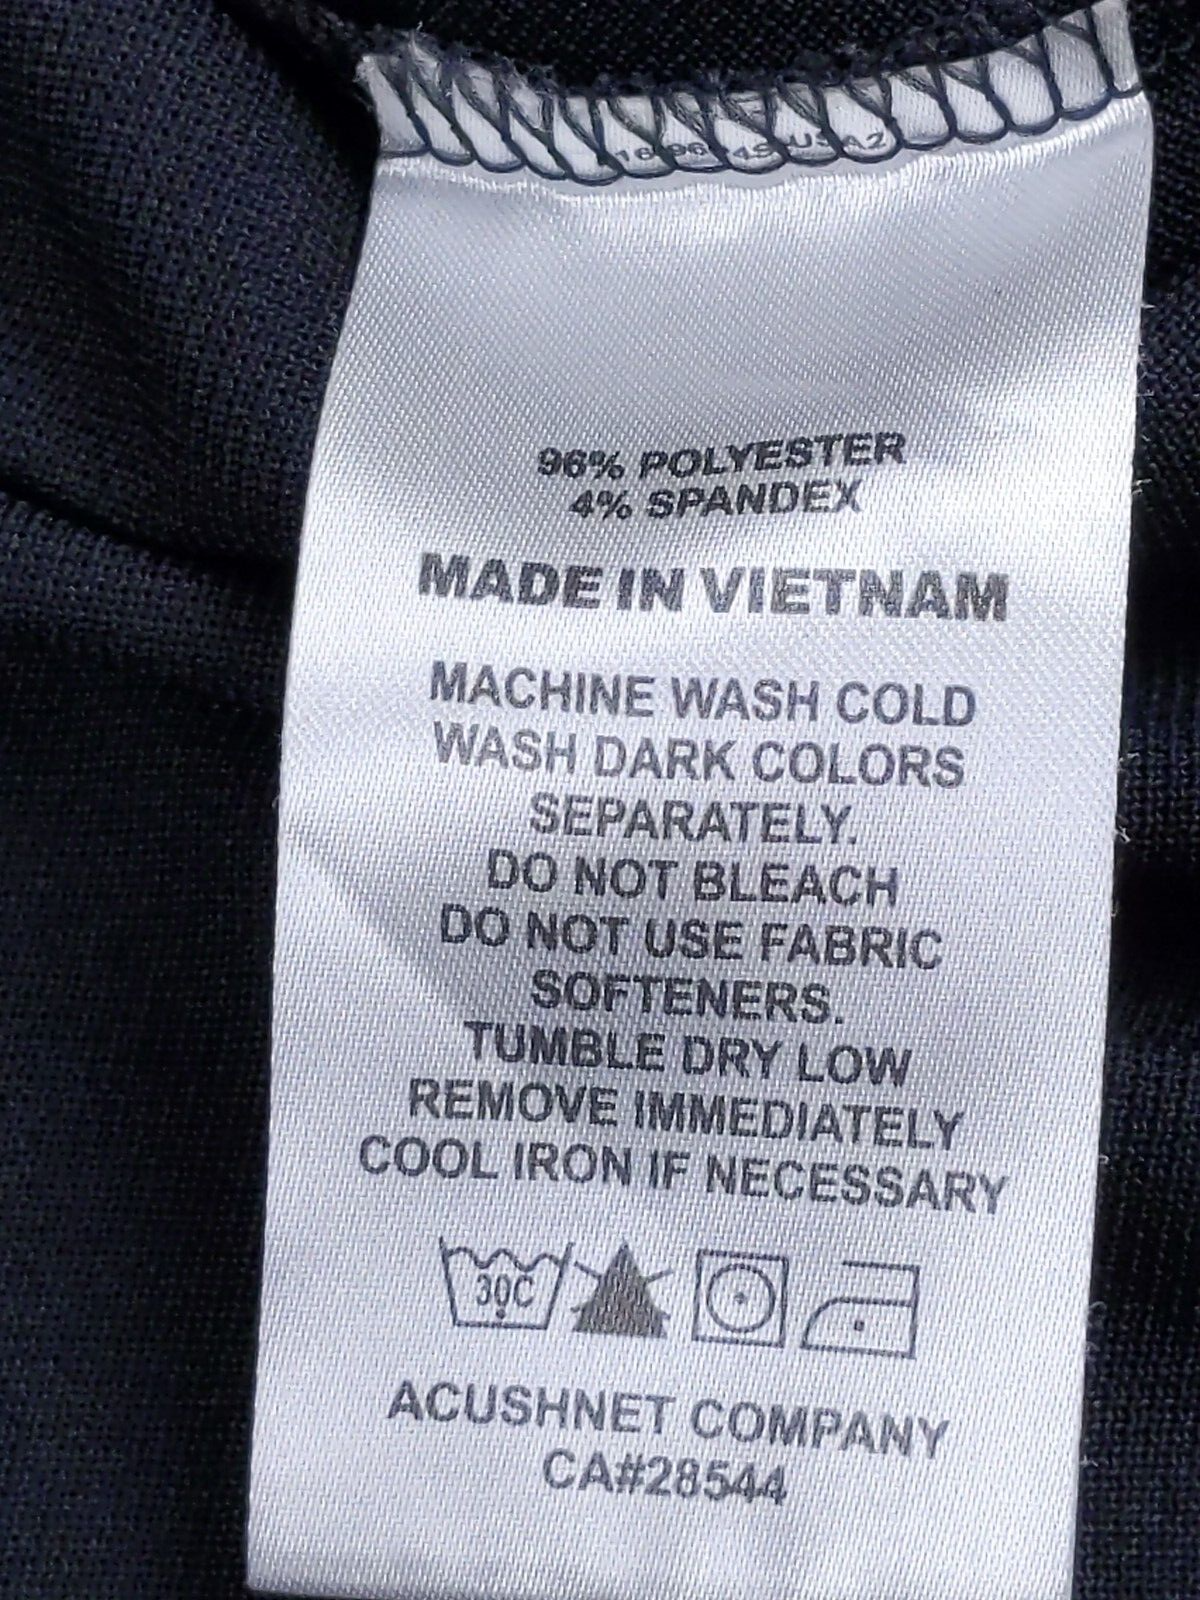 96% POLYESTER
4% SPANDEX
MADE IN VIETNAM
MACHINE WASH COLD
WASH DARK COLORS
SEPARATELY.
DO NOT BLEACH
DO NOT USE FABRIC
SOFTENERS.
TUMBLE DRY LOW
REMOVE IMMEDIATELY
COOL IRON IF NECESSARY
30C
ACUSHNET COMPANY
CA#28544